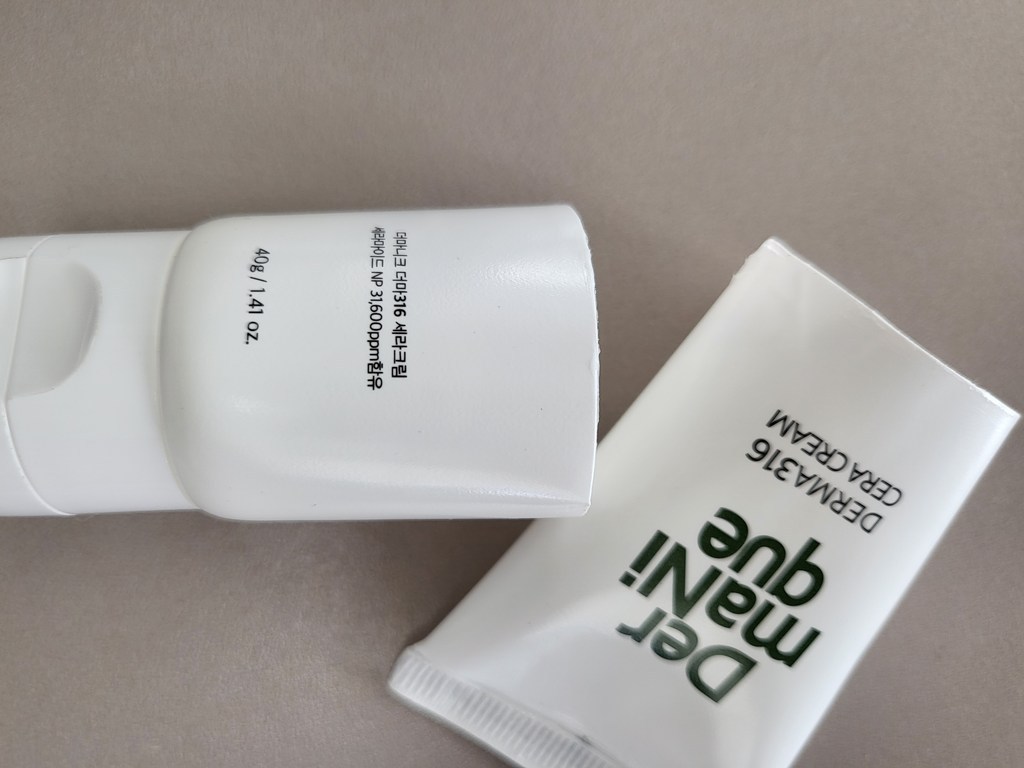 데마니크 더마316 세라크림
세라마이드 NP 31,600ppm함유
40g / 1.41 oz.
Der
maNi
que
DERMA316
CERA CREAM